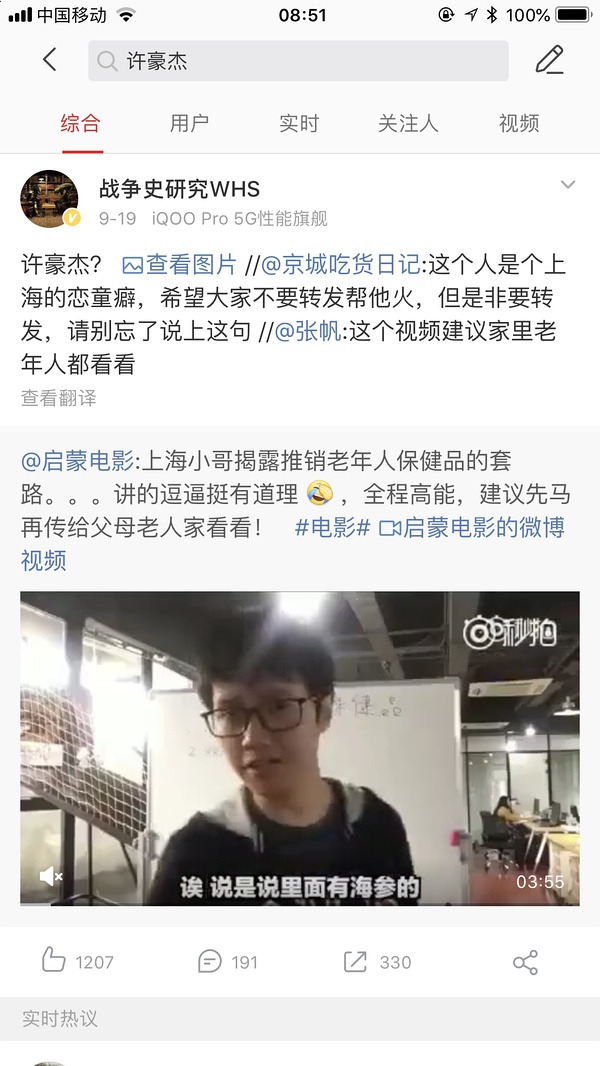 中国移动
08:51
100%
许豪杰
综合
用户
实时
关注人
视频
战争史研究WHS
9-19 iQOO Pro 5G性能旗舰
许豪杰？ 查看图片 //@京城吃货日记:这个人是个上
海的恋童癖，希望大家不要转发帮他火，但是非要转
发，请别忘了说上这句 //@张帆:这个视频建议家里老
年人都看看
查看翻译
@启蒙电影:上海小哥揭露推销老年人保健品的套
路。。。讲的逗逼挺有道理🤣，全程高能，建议先马
再传给父母老人家看看！ #电影# 启蒙电影的微博
视频
秒拍
保健品
诶 说是说里面有海参的
03:55
1207
191
330
实时热议